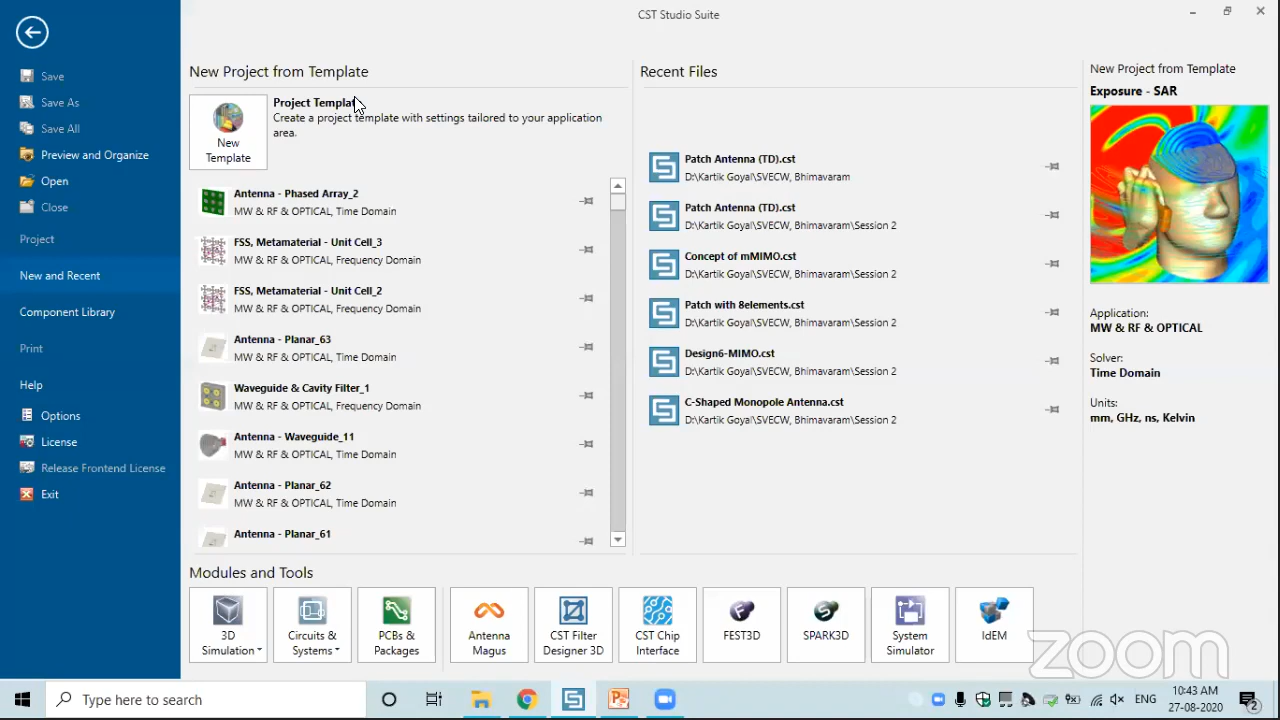 CST Studio Suite
Save
Save As
Save All
Preview and Organize
Open
Close
Project
New and Recent
Component Library
Print
Help
Options
License
Release Frontend License
Exit
New Project from Template
New
Template
Project Template
Create a project template with settings tailored to your application
area.
Antenna - Phased Array_2
MW & RF & OPTICAL, Time Domain
FSS, Metamaterial - Unit Cell_3
MW & RF & OPTICAL, Frequency Domain
FSS, Metamaterial - Unit Cell_2
MW & RF & OPTICAL, Frequency Domain
Antenna - Planar_63
MW & RF & OPTICAL, Time Domain
Waveguide & Cavity Filter_1
MW & RF & OPTICAL, Frequency Domain
Antenna - Waveguide_11
MW & RF & OPTICAL, Time Domain
Antenna - Planar_62
MW & RF & OPTICAL, Time Domain
Antenna - Planar_61
Recent Files
Patch Antenna (TD).cst
D:\Kartik Goyal\SVECW, Bhimavaram
Patch Antenna (TD).cst
D:\Kartik Goyal\SVECW, Bhimavaram\Session 2
Concept of mMIMO.cst
D:\Kartik Goyal\SVECW, Bhimavaram\Session 2
Patch with 8elements.cst
D:\Kartik Goyal\SVECW, Bhimavaram\Session 2
Design6-MIMO.cst
D:\Kartik Goyal\SVECW, Bhimavaram\Session 2
C-Shaped Monopole Antenna.cst
D:\Kartik Goyal\SVECW, Bhimavaram\Session 2
New Project from Template
Exposure - SAR
Application:
MW & RF & OPTICAL
Solver:
Time Domain
Units:
mm, GHz, ns, Kelvin
Modules and Tools
3D
Simulation
Circuits &
Systems
PCBs &
Packages
Antenna
Magus
CST Filter
Designer 3D
CST Chip
Interface
FEST3D
SPARK3D
System
Simulator
IdEM
zoom
Type here to search
ENG
10:43 AM
27-08-2020
2